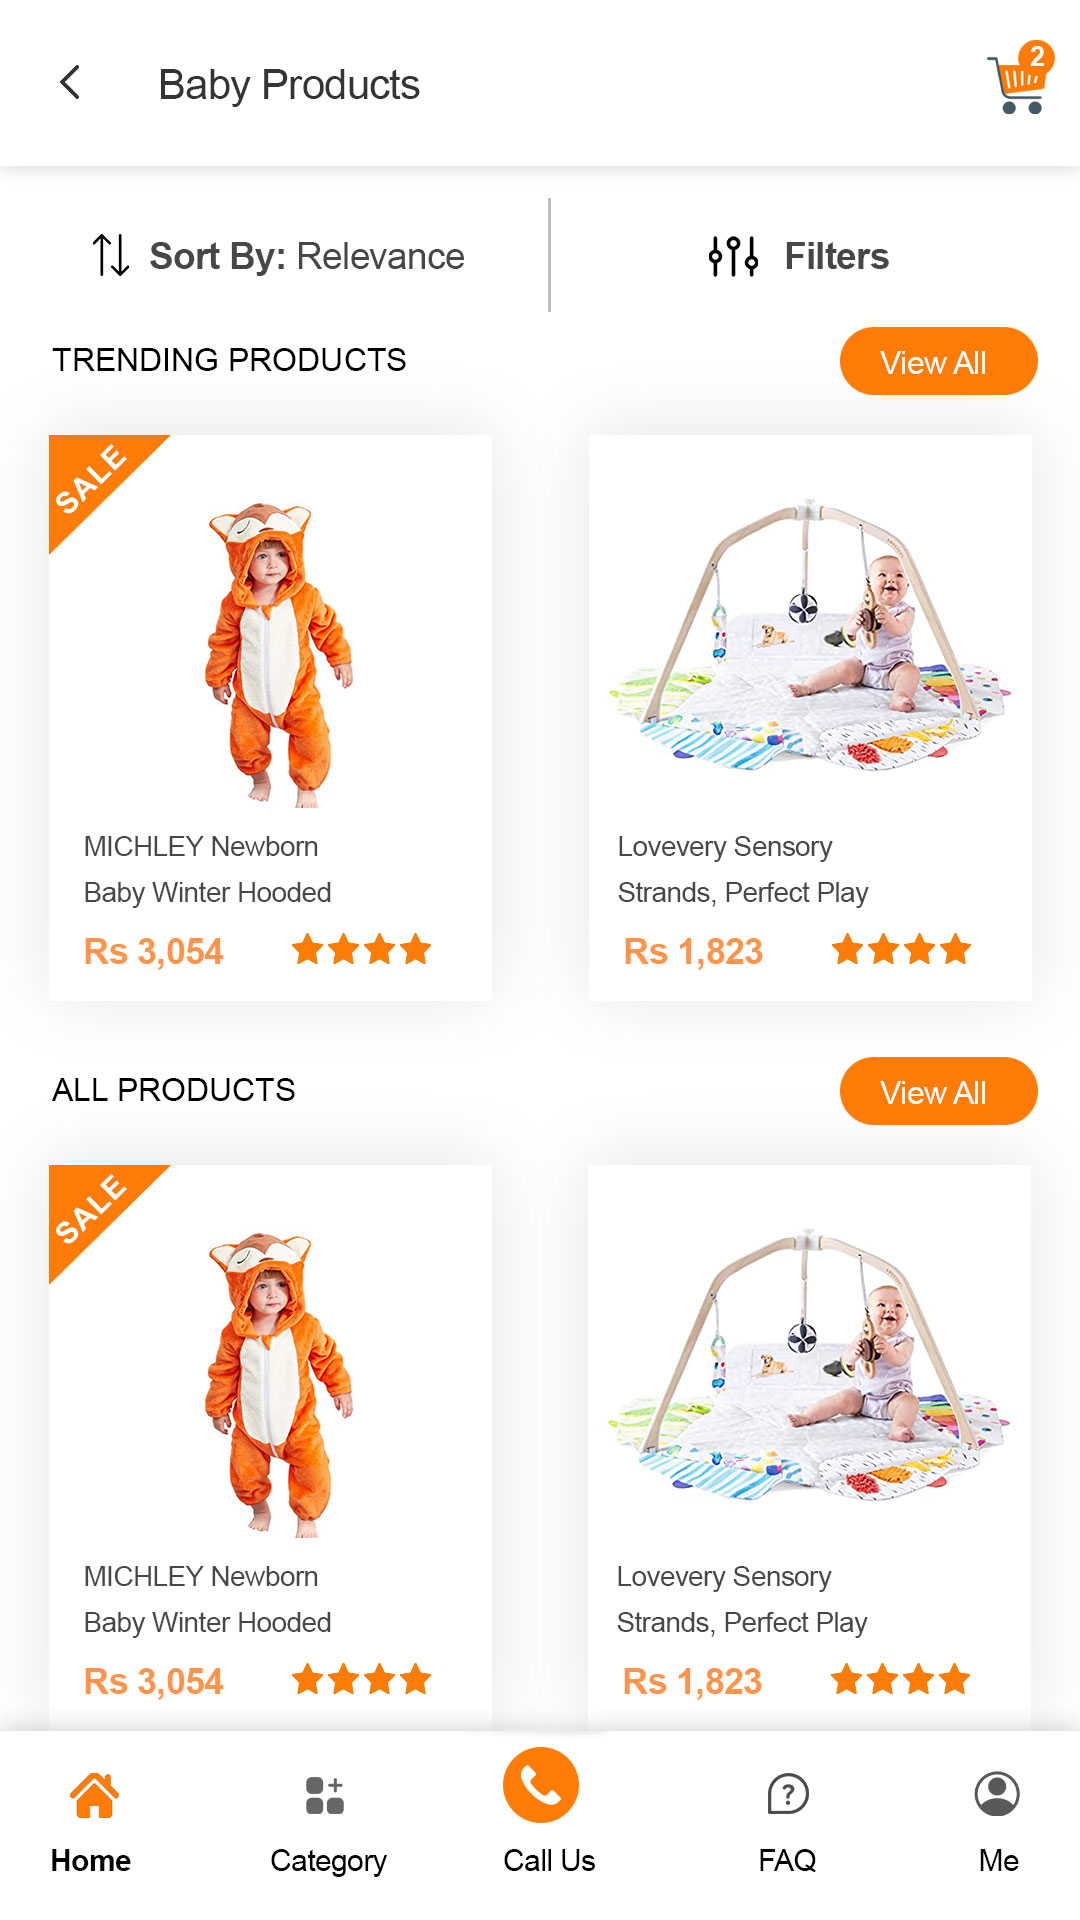 Baby Products
2
Sort By: Relevance
Filters
TRENDING PRODUCTS
View All
SALE
MICHLEY Newborn
Baby Winter Hooded
Rs 3,054
Lovevery Sensory
Strands, Perfect Play
Rs 1,823
ALL PRODUCTS
View All
SALE
MICHLEY Newborn
Baby Winter Hooded
Rs 3,054
Lovevery Sensory
Strands, Perfect Play
Rs 1,823
Home
Category
Call Us
?
FAQ
Me